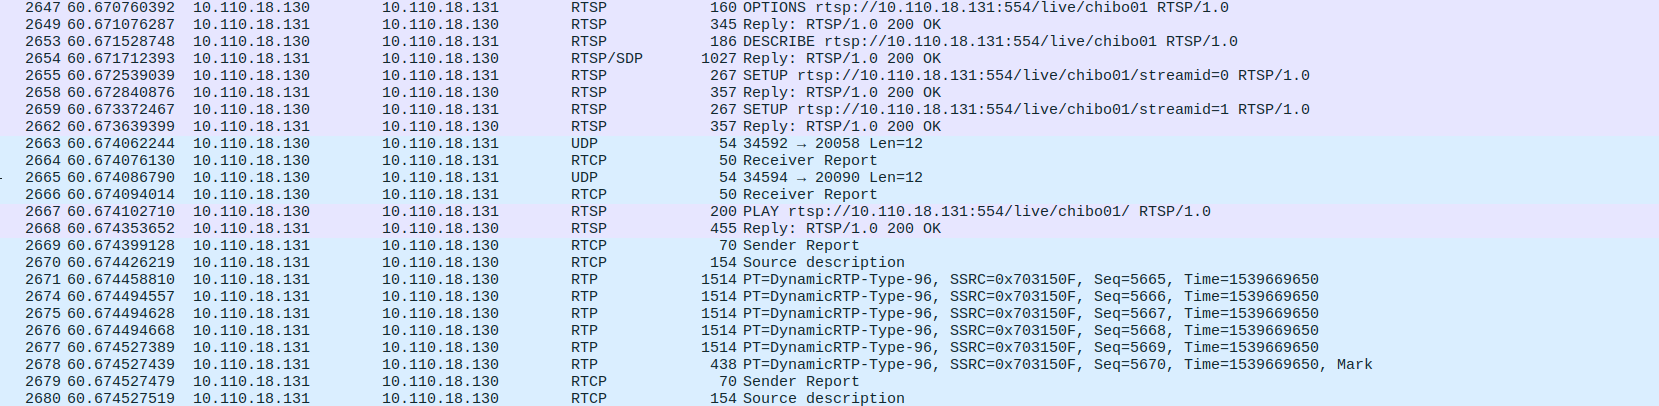 2647 60.670760392 10.110.18.130 10.110.18.131 RTSP 160 OPTIONS rtsp://10.110.18.131:554/live/chibo01 RTSP/1.0
2649 60.671076287 10.110.18.131 10.110.18.130 RTSP 345 Reply: RTSP/1.0 200 OK
2653 60.671528748 10.110.18.130 10.110.18.131 RTSP 186 DESCRIBE rtsp://10.110.18.131:554/live/chibo01 RTSP/1.0
2654 60.671712393 10.110.18.131 10.110.18.130 RTSP/SDP 1027 Reply: RTSP/1.0 200 OK
2655 60.672539039 10.110.18.130 10.110.18.131 RTSP 267 SETUP rtsp://10.110.18.131:554/live/chibo01/streamid=0 RTSP/1.0
2658 60.672840876 10.110.18.131 10.110.18.130 RTSP 357 Reply: RTSP/1.0 200 OK
2659 60.673372467 10.110.18.130 10.110.18.131 RTSP 267 SETUP rtsp://10.110.18.131:554/live/chibo01/streamid=1 RTSP/1.0
2662 60.673639399 10.110.18.131 10.110.18.130 RTSP 357 Reply: RTSP/1.0 200 OK
2663 60.674062244 10.110.18.130 10.110.18.131 UDP 54 34592 → 20058 Len=12
2664 60.674076130 10.110.18.130 10.110.18.131 RTCP 50 Receiver Report
2665 60.674086790 10.110.18.130 10.110.18.131 UDP 54 34594 → 20090 Len=12
2666 60.674094014 10.110.18.130 10.110.18.131 RTCP 50 Receiver Report
2667 60.674102710 10.110.18.130 10.110.18.131 RTSP 200 PLAY rtsp://10.110.18.131:554/live/chibo01/ RTSP/1.0
2668 60.674353652 10.110.18.131 10.110.18.130 RTSP 455 Reply: RTSP/1.0 200 OK
2669 60.674399128 10.110.18.131 10.110.18.130 RTCP 70 Sender Report
2670 60.674426219 10.110.18.131 10.110.18.130 RTCP 154 Source description
2671 60.674458810 10.110.18.131 10.110.18.130 RTP 1514 PT=DynamicRTP-Type-96, SSRC=0x703150F, Seq=5665, Time=1539669650
2674 60.674494557 10.110.18.131 10.110.18.130 RTP 1514 PT=DynamicRTP-Type-96, SSRC=0x703150F, Seq=5666, Time=1539669650
2675 60.674494628 10.110.18.131 10.110.18.130 RTP 1514 PT=DynamicRTP-Type-96, SSRC=0x703150F, Seq=5667, Time=1539669650
2676 60.674494668 10.110.18.131 10.110.18.130 RTP 1514 PT=DynamicRTP-Type-96, SSRC=0x703150F, Seq=5668, Time=1539669650
2677 60.674527389 10.110.18.131 10.110.18.130 RTP 1514 PT=DynamicRTP-Type-96, SSRC=0x703150F, Seq=5669, Time=1539669650
2678 60.674527439 10.110.18.131 10.110.18.130 RTP 438 PT=DynamicRTP-Type-96, SSRC=0x703150F, Seq=5670, Time=1539669650, Mark
2679 60.674527479 10.110.18.131 10.110.18.130 RTCP 70 Sender Report
2680 60.674527519 10.110.18.131 10.110.18.130 RTCP 154 Source description